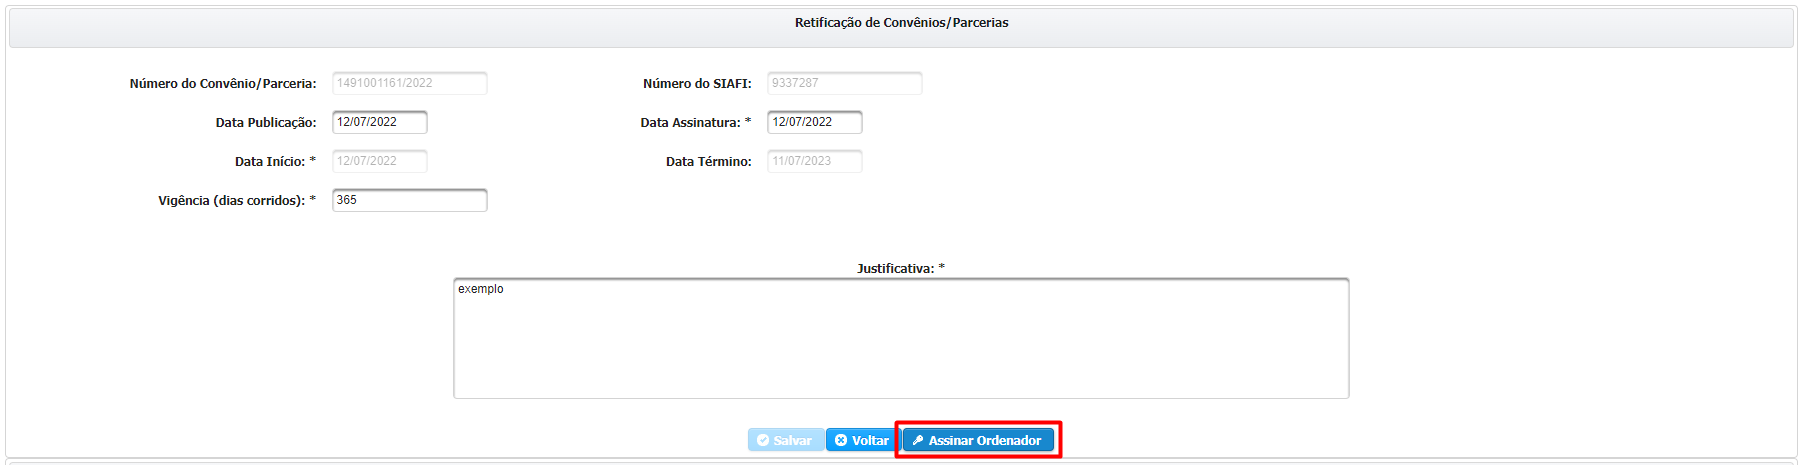 Retificação de Convênios/Parcerias
Número do Convênio/Parceria: 1491001161/2022 Número do SIAFI: 9337287
Data Publicação: 12/07/2022 Data Assinatura: * 12/07/2022
Data Início: * 12/07/2022 Data Término: 11/07/2023
Vigência (dias corridos): * 365
Justificativa: *
exemplo
Salvar Voltar Assinar Ordenador